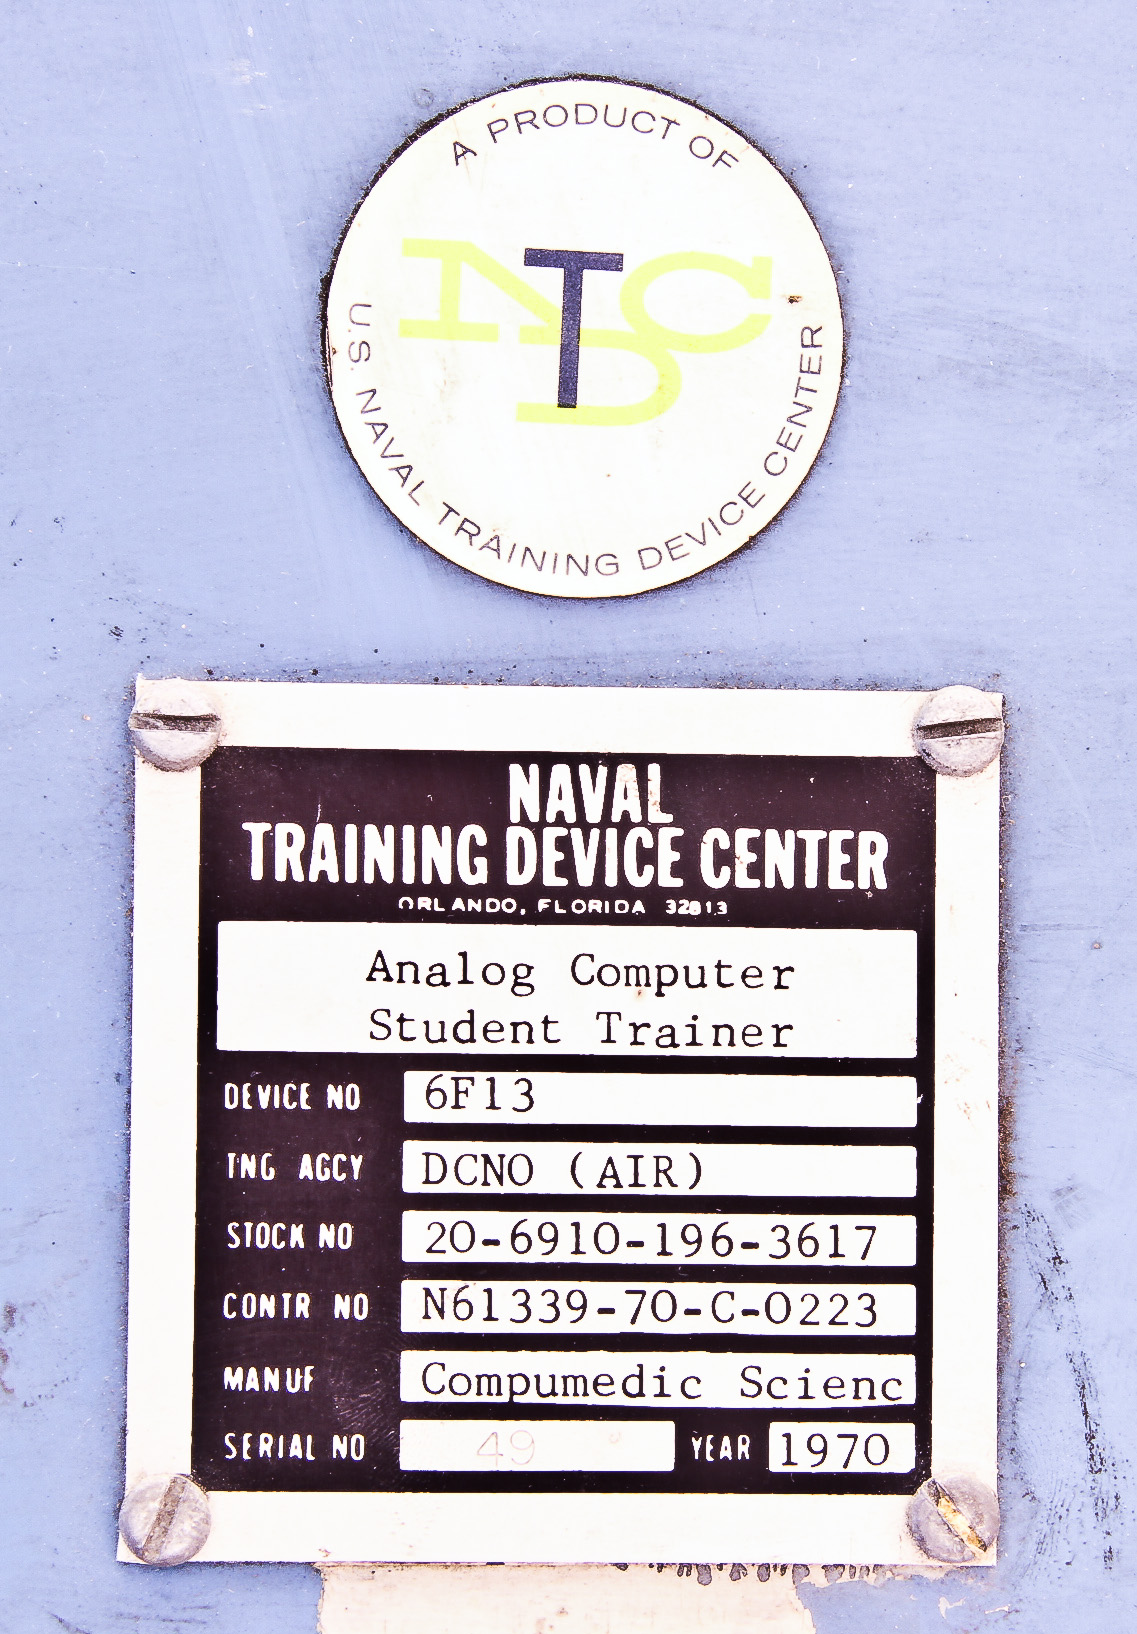 A PRODUCT OF
NTDC
U.S. NAVAL TRAINING DEVICE CENTER
NAVAL
TRAINING DEVICE CENTER
ORLANDO, FLORIDA 32813
Analog Computer
Student Trainer
DEVICE NO 6F13
TNG AGCY DCNO (AIR)
STOCK NO 20-6910-196-3617
CONTR NO N61339-70-C-0223
MANUF Compumedic Scienc
SERIAL NO 49 YEAR 1970